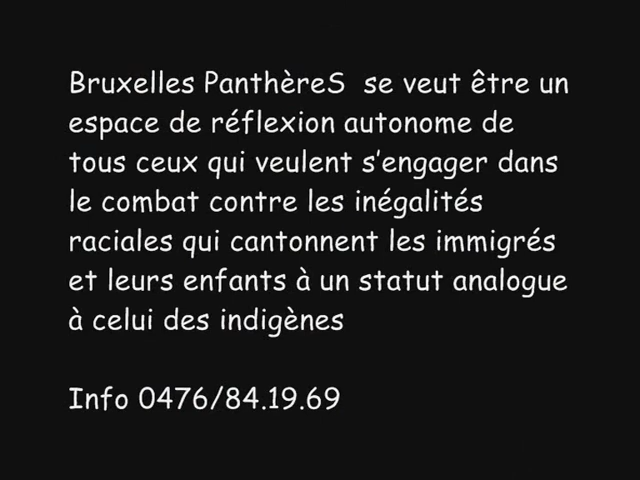 Bruxelles PanthèreS se veut être un
espace de réflexion autonome de
tous ceux qui veulent s'engager dans
le combat contre les inégalités
raciales qui cantonnent les immigrés
et leurs enfants à un statut analogue
à celui des indigènes
Info 0476/84.19.69